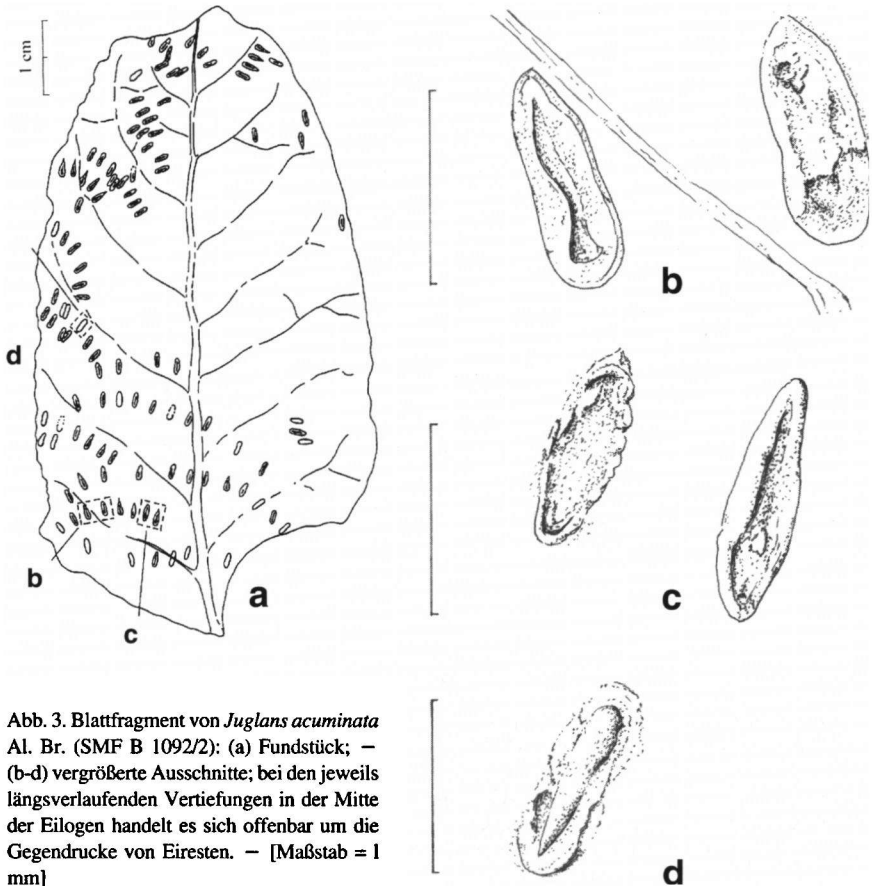 1 cm
b
d
a
b
c
c
d
Abb. 3. Blattfragment von Juglans acuminata
Al. Br. (SMF B 1092/2): (a) Fundstück; –
(b-d) vergrößerte Ausschnitte; bei den jeweils
längsverlaufenden Vertiefungen in der Mitte
der Eilogen handelt es sich offenbar um die
Gegendrucke von Eiresten. – [Maßstab = 1
mm]